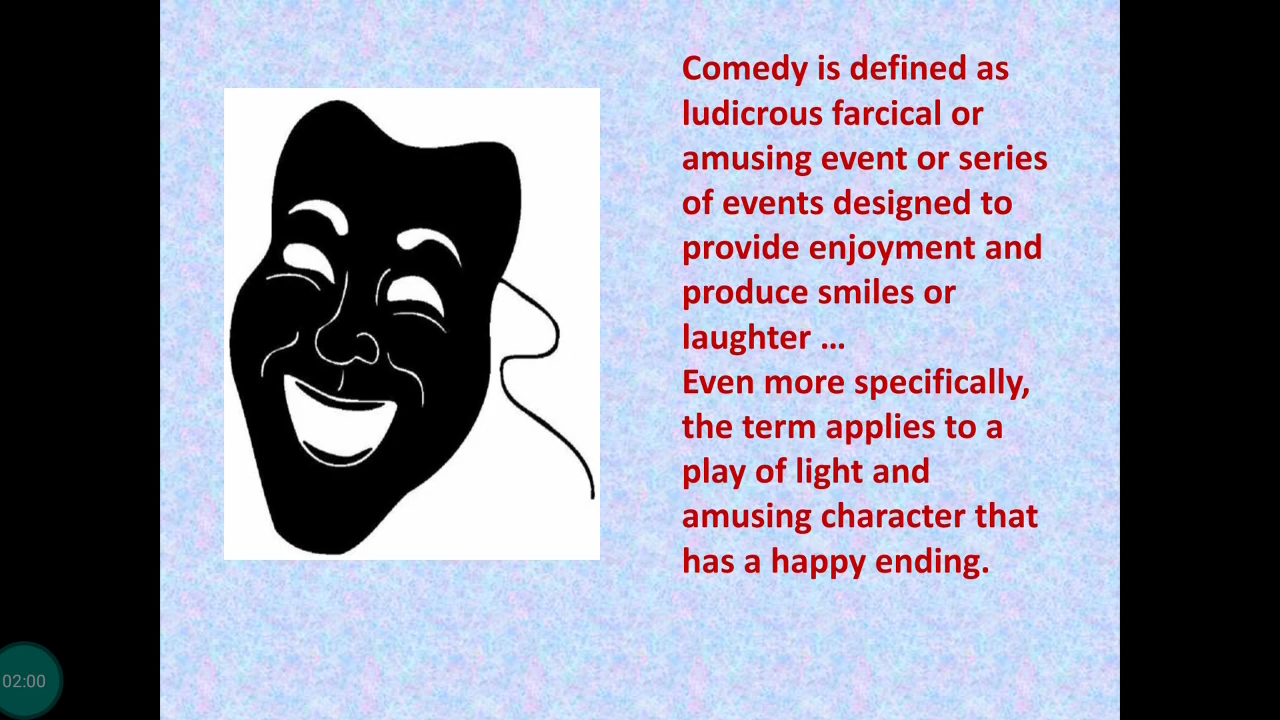 Comedy is defined as
ludicrous farcical or
amusing event or series
of events designed to
provide enjoyment and
produce smiles or
laughter …
Even more specifically,
the term applies to a
play of light and
amusing character that
has a happy ending.
02:00